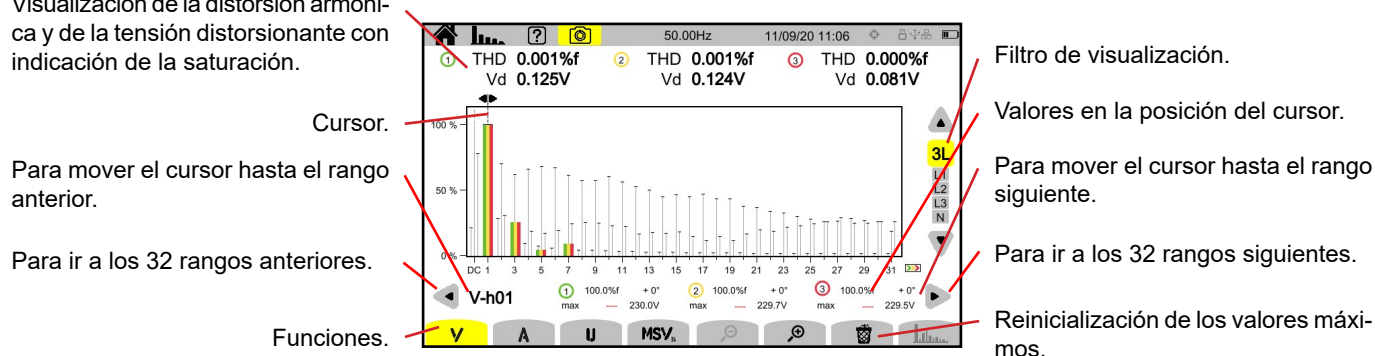 Visualización de la distorsión armóni-
ca y de la tensión distorsionante con
indicación de la saturación.
Cursor.
Para mover el cursor hasta el rango
anterior.
Para ir a los 32 rangos anteriores.
Funciones.
? 50.00Hz 11/09/20 11:06
1 THD 0.001%f 2 THD 0.001%f 3 THD 0.000%f
Vd 0.125V Vd 0.124V Vd 0.081V
100 %
50 %
0 %
DC 1 3 5 7 9 11 13 15 17 19 21 23 25 27 29 31
3L
L1
L2
L3
N
V-h01 1 100.0%f + 0° 2 100.0%f + 0° 3 100.0%f + 0°
max ---- 230.0V max ---- 229.7V max ---- 229.5V
V A U MSV
Filtro de visualización.
Valores en la posición del cursor.
Para mover el cursor hasta el rango
siguiente.
Para ir a los 32 rangos siguientes.
Reinicialización de los valores máxi-
mos.